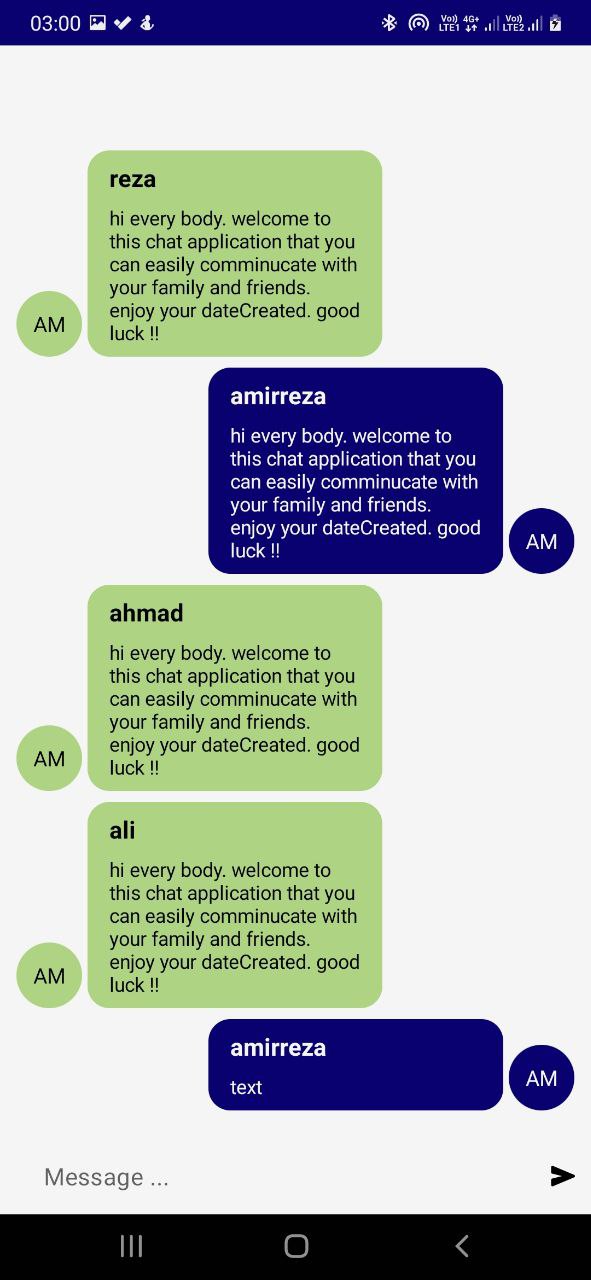 03:00 Vo)) LTE1 4G+ Vo)) LTE2
reza
hi every body. welcome to
this chat application that you
can easily comminucate with
your family and friends.
enjoy your dateCreated. good
luck !!
AM
amirreza
hi every body. welcome to
this chat application that you
can easily comminucate with
your family and friends.
enjoy your dateCreated. good
luck !!
AM
ahmad
hi every body. welcome to
this chat application that you
can easily comminucate with
your family and friends.
enjoy your dateCreated. good
luck !!
AM
ali
hi every body. welcome to
this chat application that you
can easily comminucate with
your family and friends.
enjoy your dateCreated. good
luck !!
AM
amirreza
text
AM
Message ...